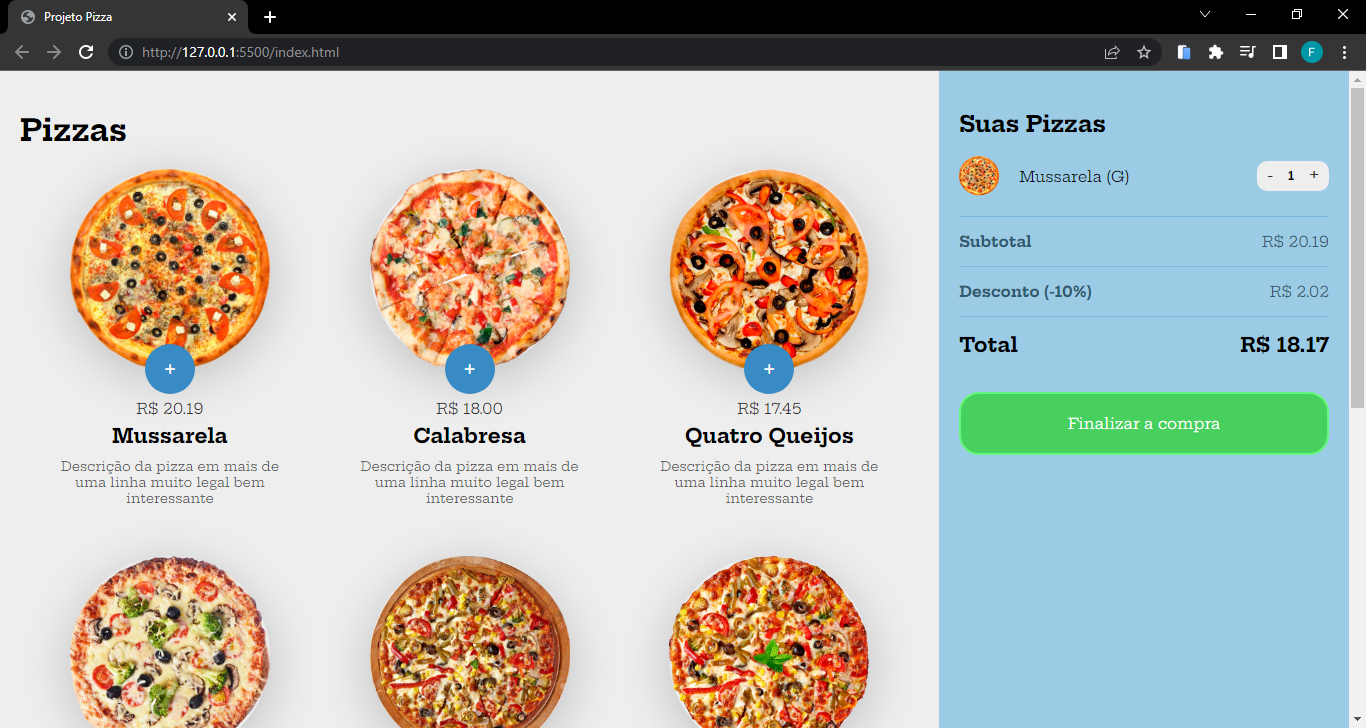 Projeto Pizza
http://127.0.0.1:5500/index.html
F
Pizzas
+
+
+
R$ 20.19
R$ 18.00
R$ 17.45
Mussarela
Calabresa
Quatro Queijos
Descrição da pizza em mais de
uma linha muito legal bem
interessante
Descrição da pizza em mais de
uma linha muito legal bem
interessante
Descrição da pizza em mais de
uma linha muito legal bem
interessante
Suas Pizzas
Mussarela (G)
- 1 +
Subtotal R$ 20.19
Desconto (-10%) R$ 2.02
Total R$ 18.17
Finalizar a compra